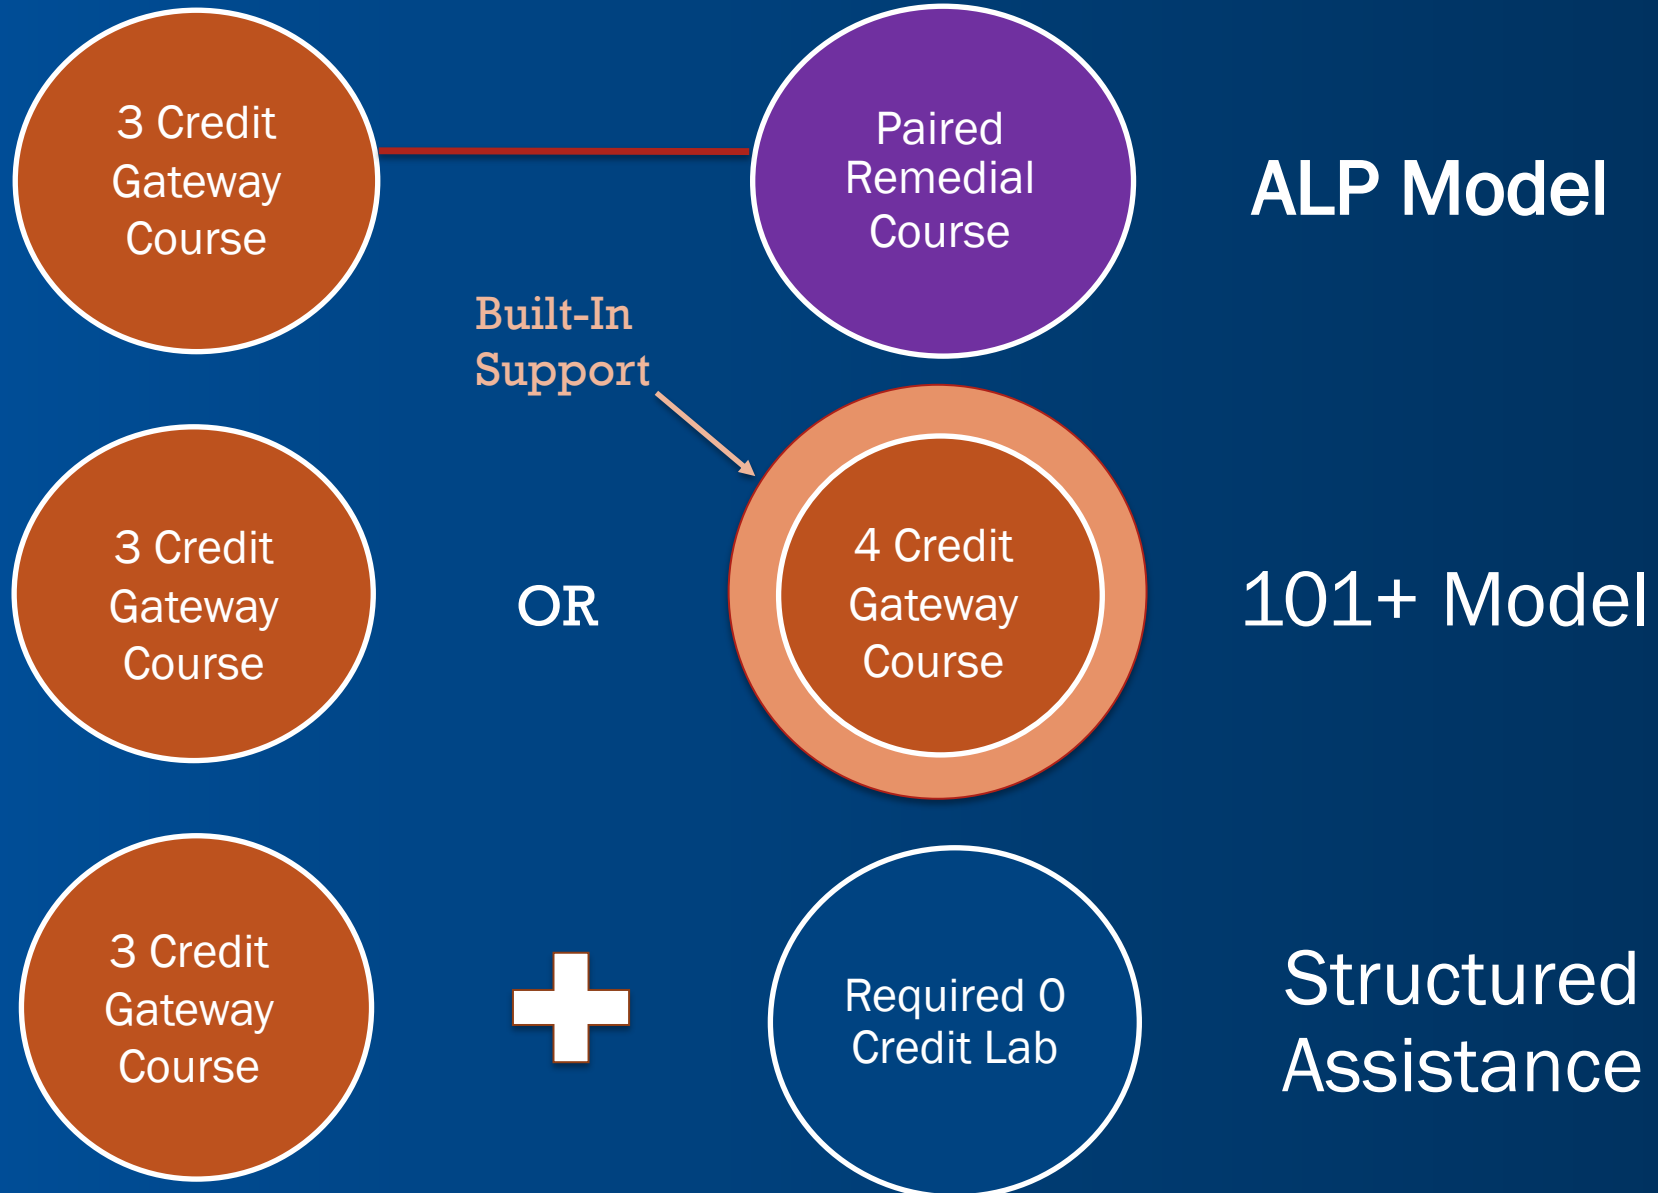 3 Credit
Gateway
Course
Paired
Remedial
Course
ALP Model
Built-In
Support
3 Credit
Gateway
Course
OR
4 Credit
Gateway
Course
101+ Model
3 Credit
Gateway
Course
Required 0
Credit Lab
Structured
Assistance